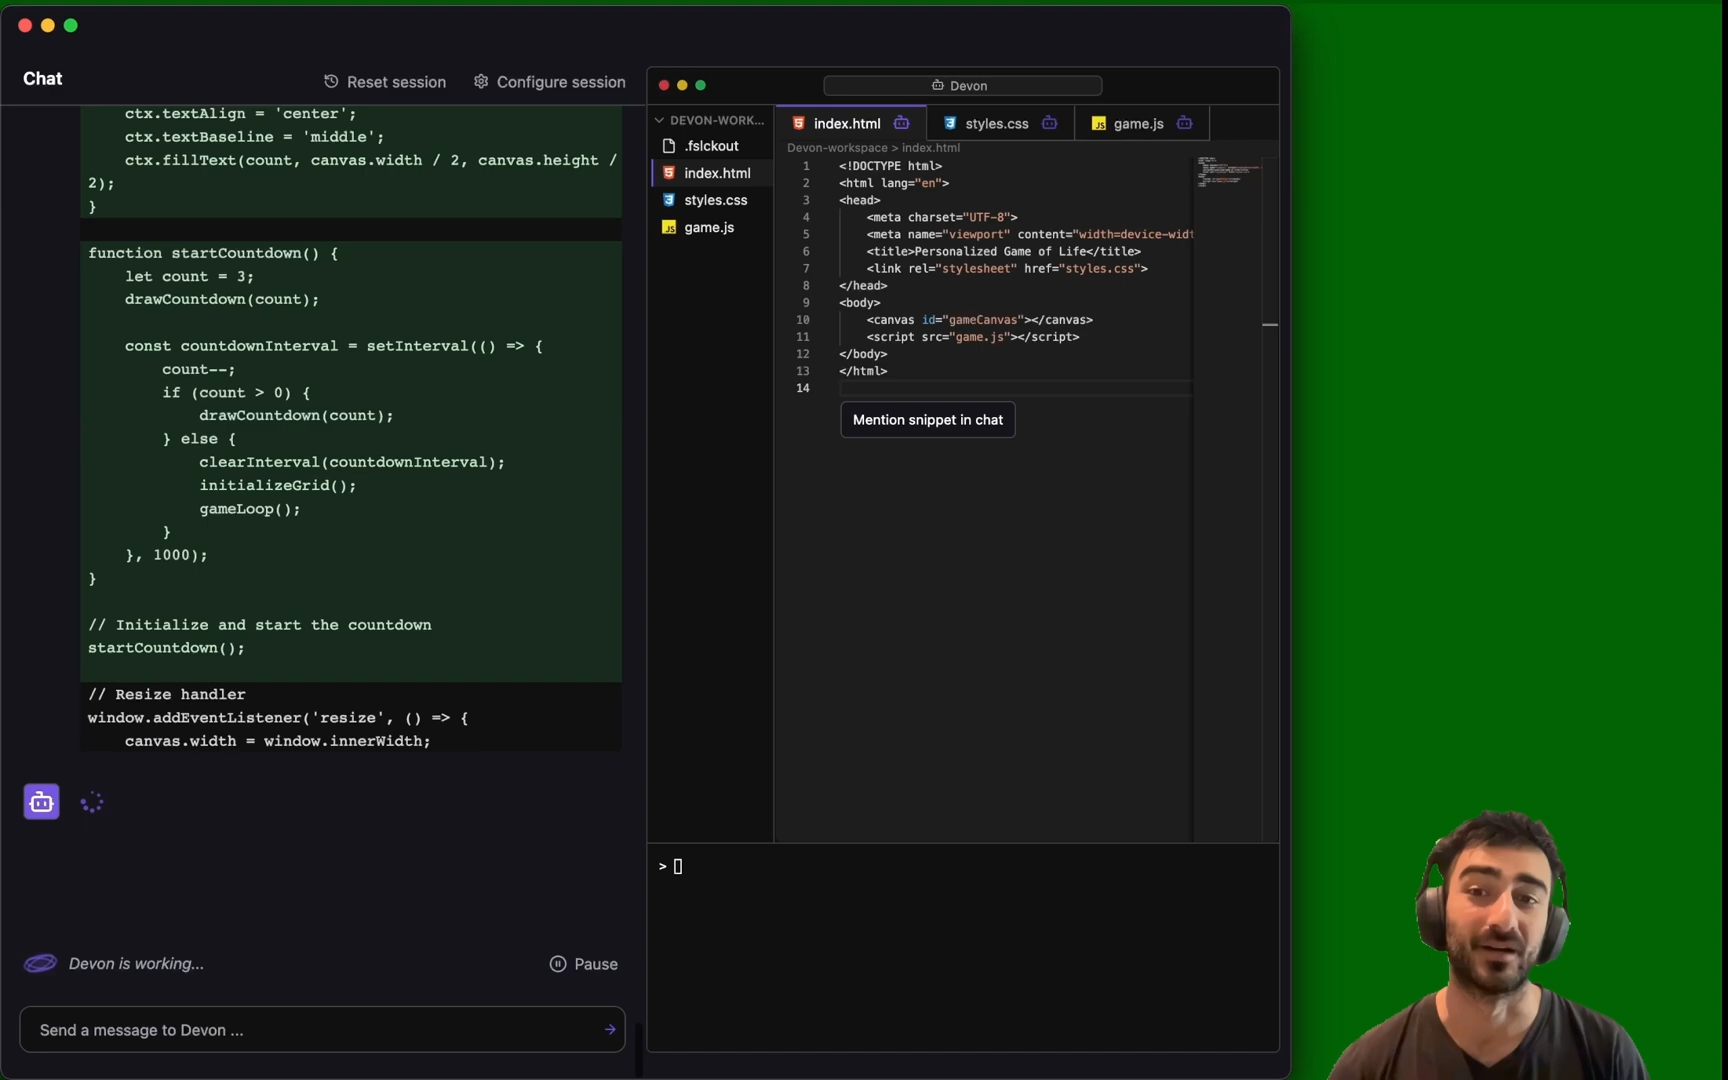 Chat
Reset session
Configure session
ctx.textAlign = 'center';
ctx.textBaseline = 'middle';
ctx.fillText(count, canvas.width / 2, canvas.height /
2);
}
function startCountdown() {
let count = 3;
drawCountdown(count);
const countdownInterval = setInterval(() => {
count--;
if (count > 0) {
drawCountdown(count);
} else {
clearInterval(countdownInterval);
initializeGrid();
gameLoop();
}
}, 1000);
}
// Initialize and start the countdown
startCountdown();
// Resize handler
window.addEventListener('resize', () => {
canvas.width = window.innerWidth;
Devon is working...
Pause
Send a message to Devon ...
Devon
DEVON-WORK...
.fslckout
index.html
styles.css
game.js
index.html
styles.css
game.js
Devon-workspace > index.html
1 <!DOCTYPE html>
2 <html lang="en">
3 <head>
4 <meta charset="UTF-8">
5 <meta name="viewport" content="width=device-widt
6 <title>Personalized Game of Life</title>
7 <link rel="stylesheet" href="styles.css">
8 </head>
9 <body>
10 <canvas id="gameCanvas"></canvas>
11 <script src="game.js"></script>
12 </body>
13 </html>
14
Mention snippet in chat
>